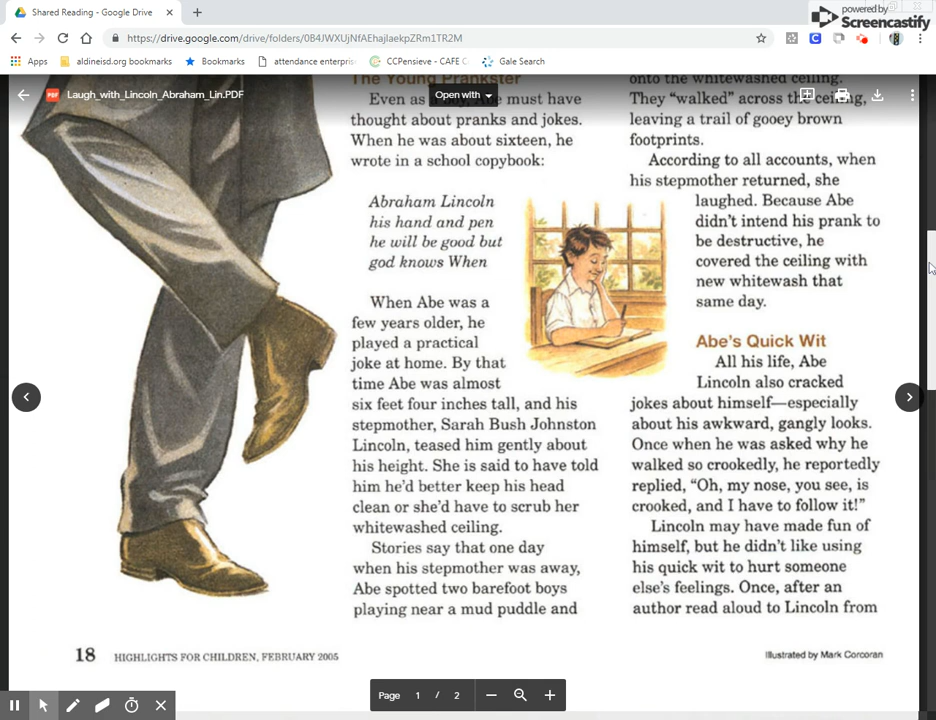 Shared Reading - Google Drive
powered by
Screencastify
https://drive.google.com/drive/folders/0B4JWXUjNfAEhajlaekpZRm1TR2M
Apps
aldineisd.org bookmarks
Bookmarks
attendance enterpris
CCPensieve - CAFE C
Gale Search
Laugh_with_Lincoln_Abraham_Lin.PDF
Open with
The Young Prankster
Even as a boy, Abe must have
thought about pranks and jokes.
When he was about sixteen, he
wrote in a school copybook:
Abraham Lincoln
his hand and pen
he will be good but
god knows When
When Abe was a
few years older, he
played a practical
joke at home. By that
time Abe was almost
six feet four inches tall, and his
stepmother, Sarah Bush Johnston
Lincoln, teased him gently about
his height. She is said to have told
him he'd better keep his head
clean or she'd have to scrub her
whitewashed ceiling.
Stories say that one day
when his stepmother was away,
Abe spotted two barefoot boys
playing near a mud puddle and
onto the whitewashed ceiling.
They “walked” across the ceiling,
leaving a trail of gooey brown
footprints.
According to all accounts, when
his stepmother returned, she
laughed. Because Abe
didn't intend his prank to
be destructive, he
covered the ceiling with
new whitewash that
same day.
Abe's Quick Wit
All his life, Abe
Lincoln also cracked
jokes about himself—especially
about his awkward, gangly looks.
Once when he was asked why he
walked so crookedly, he reportedly
replied, “Oh, my nose, you see, is
crooked, and I have to follow it!”
Lincoln may have made fun of
himself, but he didn't like using
his quick wit to hurt someone
else's feelings. Once, after an
author read aloud to Lincoln from
18 HIGHLIGHTS FOR CHILDREN, FEBRUARY 2005
Illustrated by Mark Corcoran
Page 1 / 2